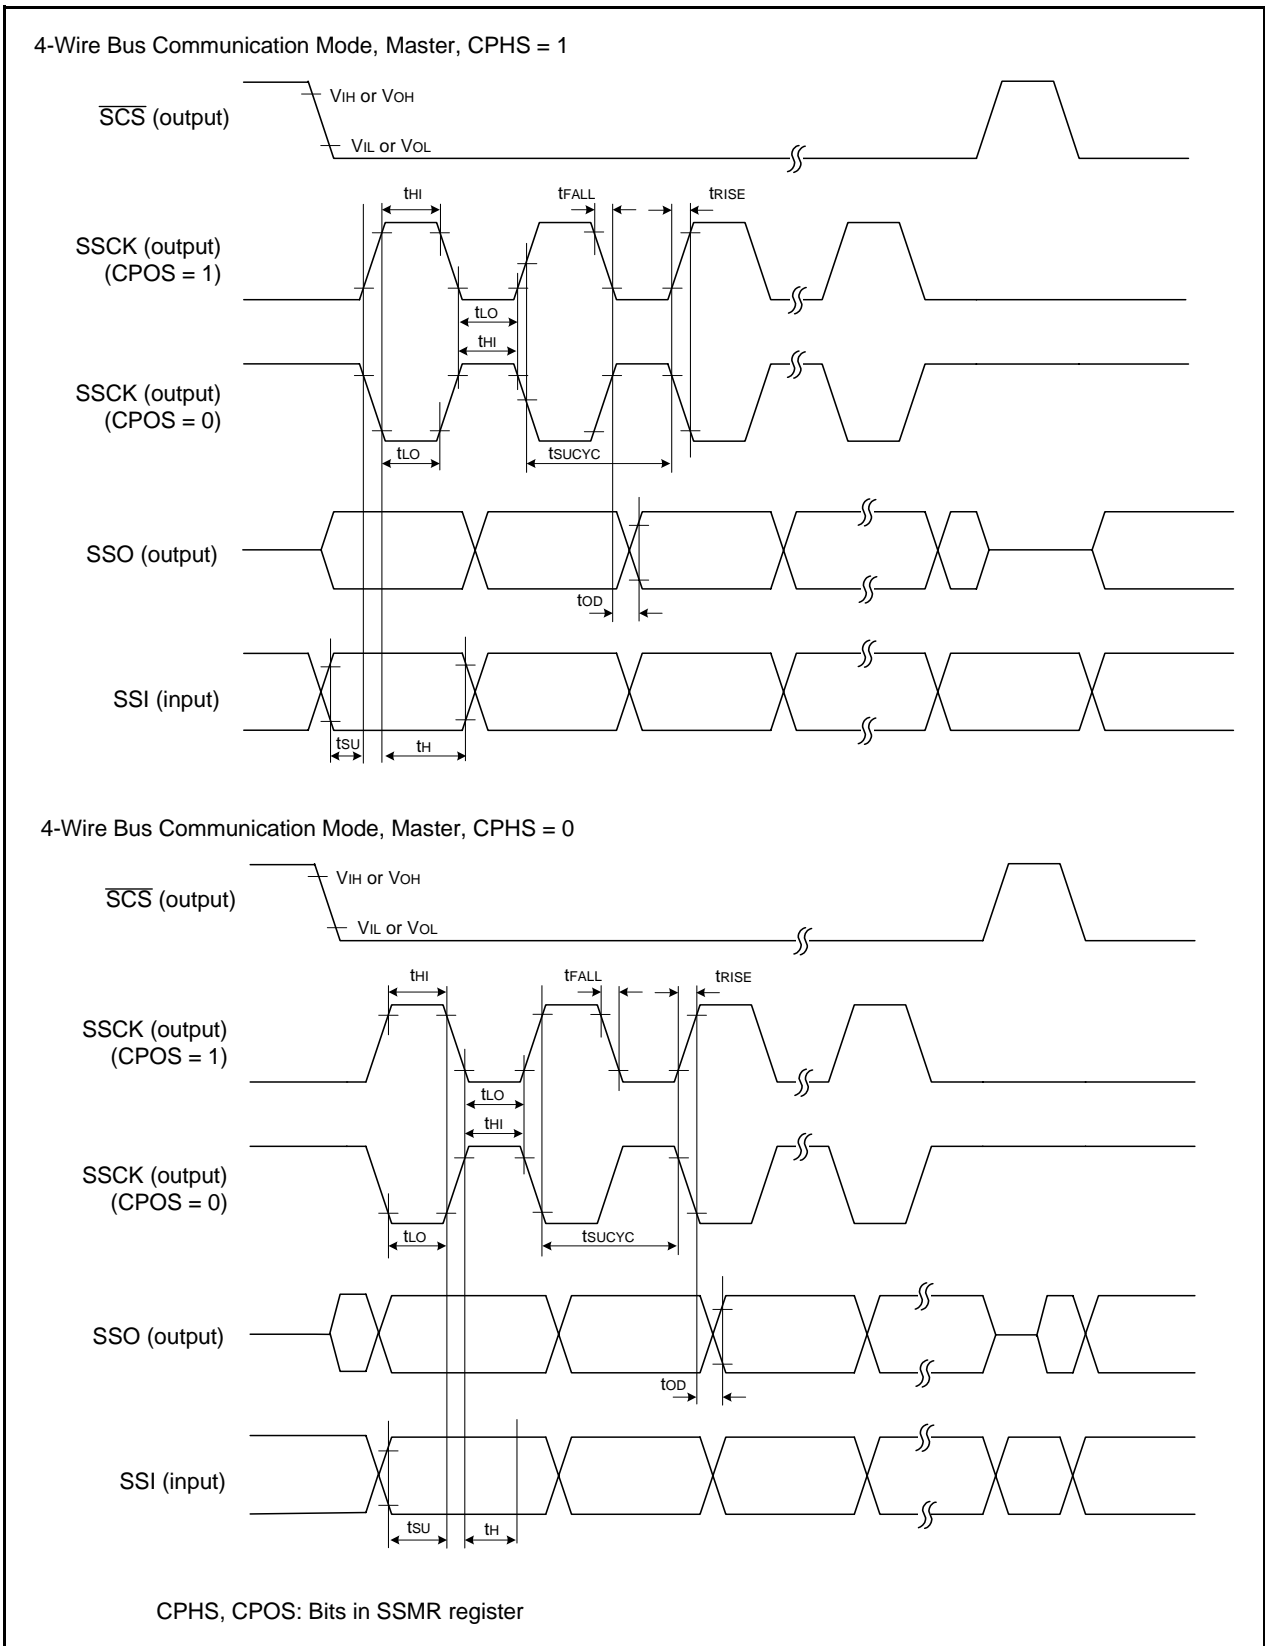 4-Wire Bus Communication Mode, Master, CPHS = 1
VIH or VOH
SCS (output)
VIL or VOL
tHI
tFALL
tRISE
SSCK (output)
(CPOS = 1)
tLO
tHI
SSCK (output)
(CPOS = 0)
tLO
tSUCYC
SSO (output)
tOD
SSI (input)
tSU
tH
4-Wire Bus Communication Mode, Master, CPHS = 0
VIH or VOH
SCS (output)
VIL or VOL
tHI
tFALL
tRISE
SSCK (output)
(CPOS = 1)
tLO
tHI
SSCK (output)
(CPOS = 0)
tLO
tSUCYC
SSO (output)
tOD
SSI (input)
tSU
tH
CPHS, CPOS: Bits in SSMR register